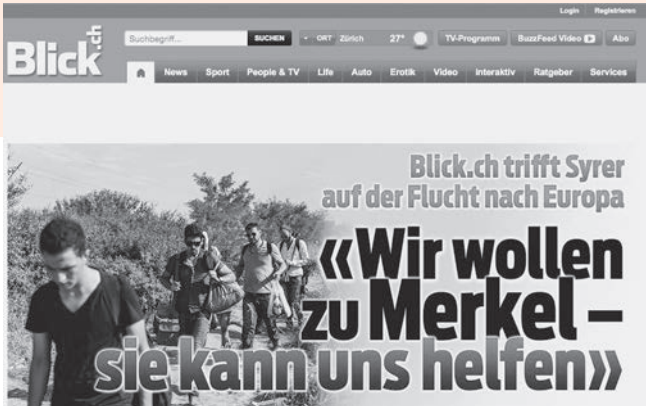 Login Registrieren
Blick.ch
Suchbegriff... SUCHEN ORT Zürich 27° TV-Programm BuzzFeed Video Abo
News Sport People & TV Life Auto Erotik Video Interaktiv Ratgeber Services
Blick.ch trifft Syrer
auf der Flucht nach Europa
«Wir wollen
zu Merkel –
sie kann uns helfen»